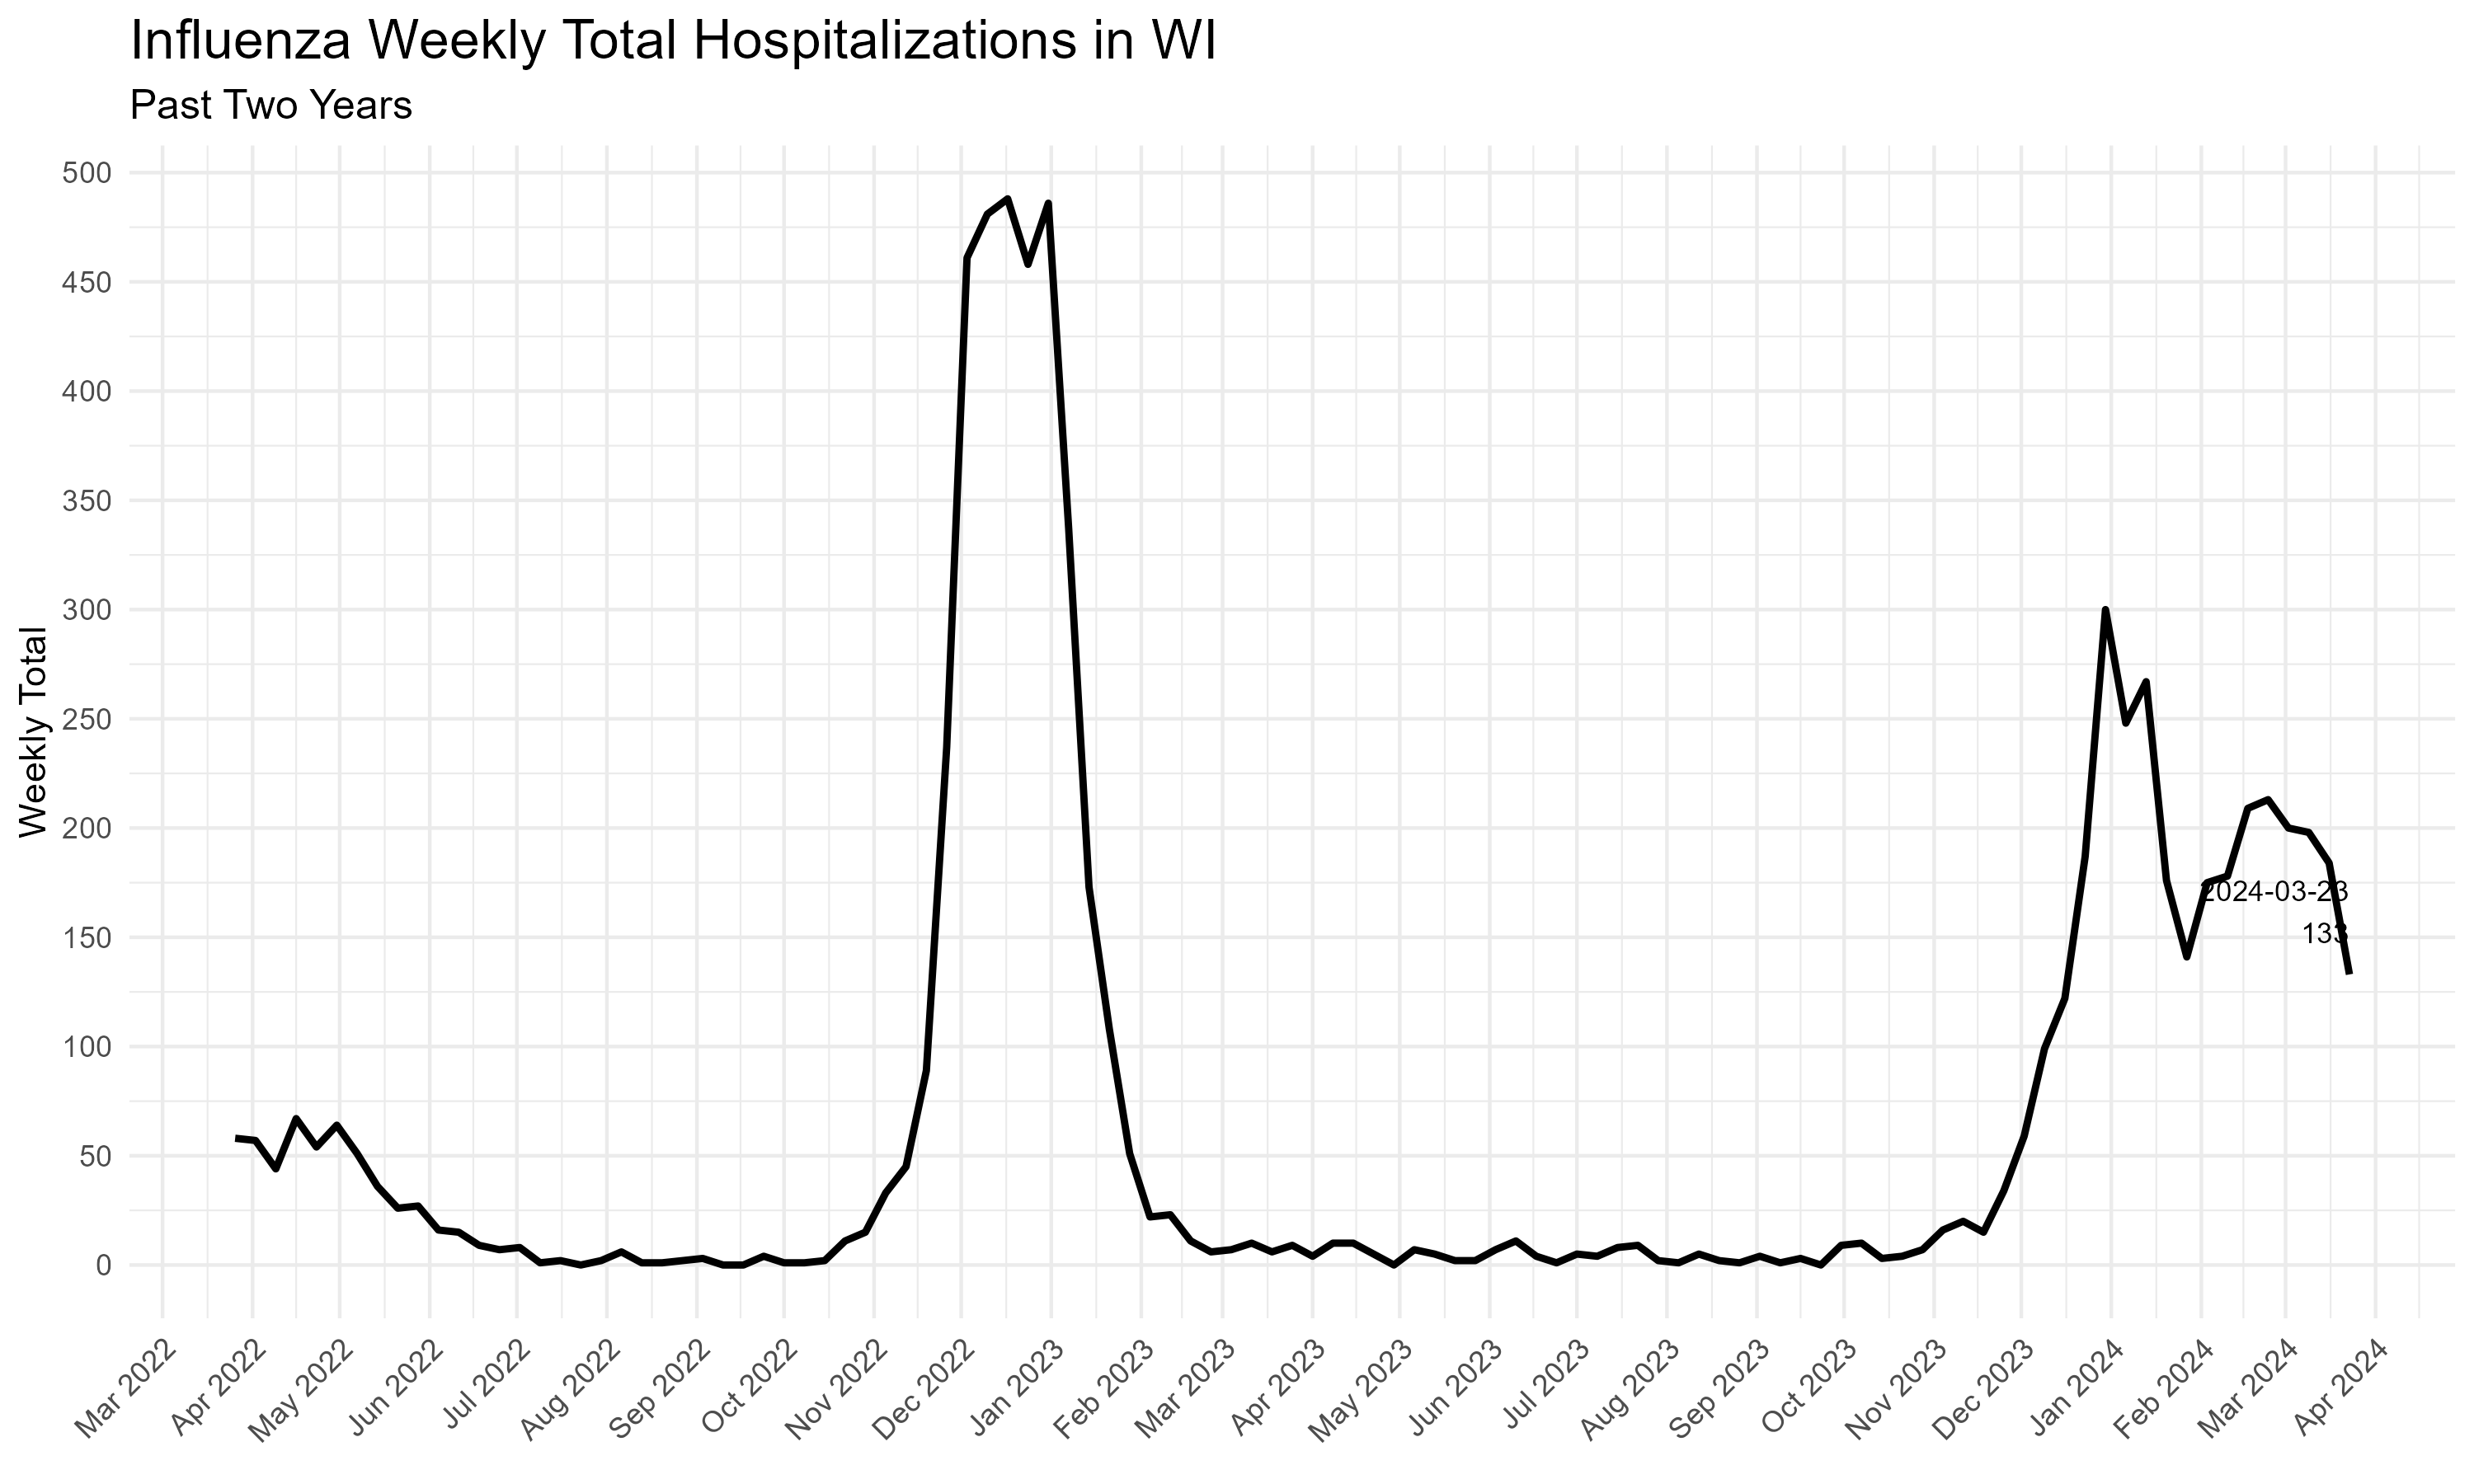 Influenza Weekly Total Hospitalizations in WI
Past Two Years
Weekly Total
500
450
400
350
300
250
200
150
100
50
0
2024-03-23
133
Mar 2022
Apr 2022
May 2022
Jun 2022
Jul 2022
Aug 2022
Sep 2022
Oct 2022
Nov 2022
Dec 2022
Jan 2023
Feb 2023
Mar 2023
Apr 2023
May 2023
Jun 2023
Jul 2023
Aug 2023
Sep 2023
Oct 2023
Nov 2023
Dec 2023
Jan 2024
Feb 2024
Mar 2024
Apr 2024